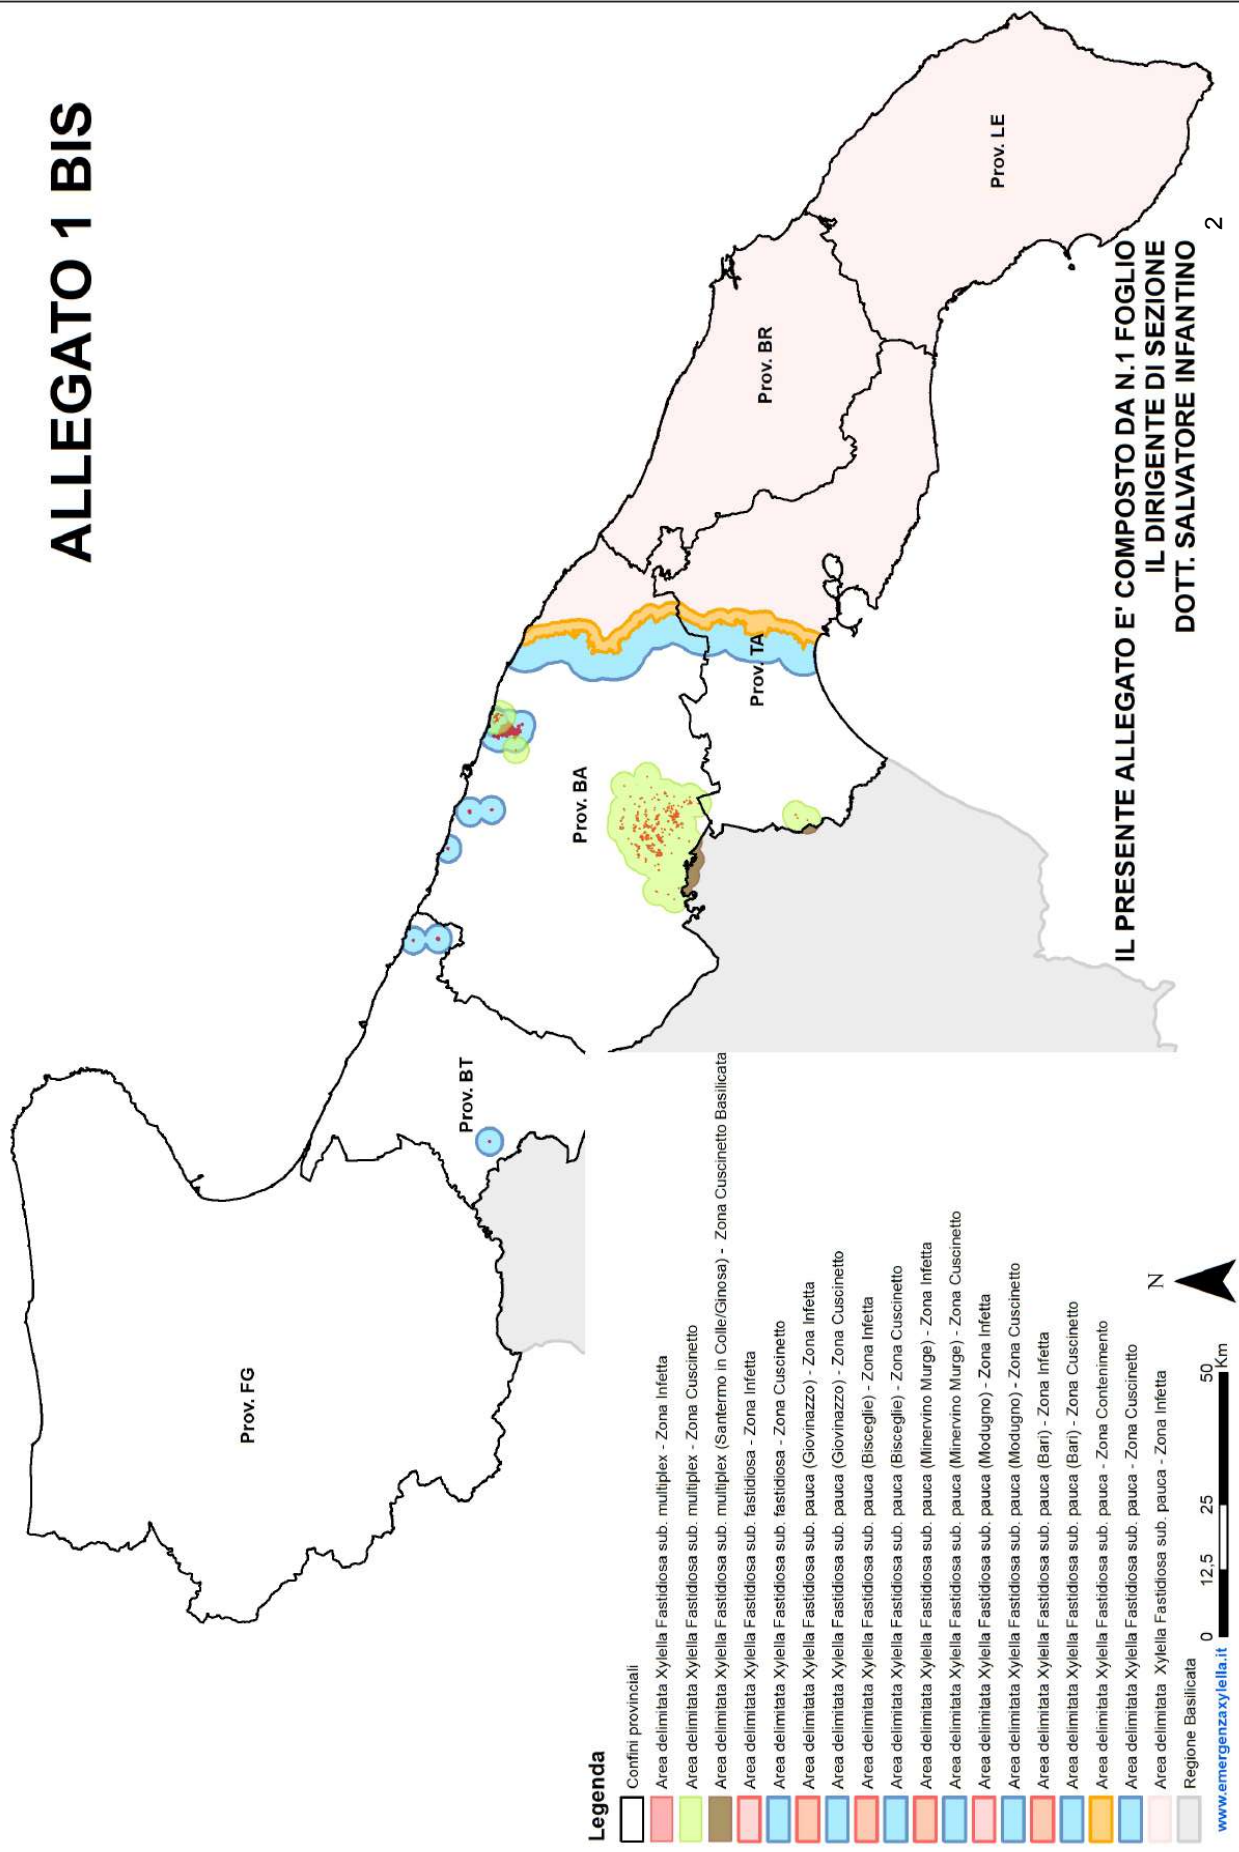 ALLEGATO 1 BIS
Prov. FG
Prov. BT
Prov. BA
Prov. TA
Prov. BR
Prov. LE
Legenda
Confini provinciali
Area delimitata Xylella Fastidiosa sub. multiplex - Zona Infetta
Area delimitata Xylella Fastidiosa sub. multiplex - Zona Cuscinetto
Area delimitata Xylella Fastidiosa sub. multiplex (Santermo in Colle/Ginosa) - Zona Cuscinetto Basilicata
Area delimitata Xylella Fastidiosa sub. fastidiosa - Zona Infetta
Area delimitata Xylella Fastidiosa sub. fastidiosa - Zona Cuscinetto
Area delimitata Xylella Fastidiosa sub. pauca (Giovinazzo) - Zona Infetta
Area delimitata Xylella Fastidiosa sub. pauca (Giovinazzo) - Zona Cuscinetto
Area delimitata Xylella Fastidiosa sub. pauca (Bisceglie) - Zona Infetta
Area delimitata Xylella Fastidiosa sub. pauca (Bisceglie) - Zona Cuscinetto
Area delimitata Xylella Fastidiosa sub. pauca (Minervino Murge) - Zona Infetta
Area delimitata Xylella Fastidiosa sub. pauca (Minervino Murge) - Zona Cuscinetto
Area delimitata Xylella Fastidiosa sub. pauca (Modugno) - Zona Infetta
Area delimitata Xylella Fastidiosa sub. pauca (Modugno) - Zona Cuscinetto
Area delimitata Xylella Fastidiosa sub. pauca (Bari) - Zona Infetta
Area delimitata Xylella Fastidiosa sub. pauca (Bari) - Zona Cuscinetto
Area delimitata Xylella Fastidiosa sub. pauca - Zona Contenimento
Area delimitata Xylella Fastidiosa sub. pauca - Zona Cuscinetto
Area delimitata Xylella Fastidiosa sub. pauca - Zona Infetta
Regione Basilicata
www.emergenzaxylella.it
0 12,5 25 50
Km
N
IL PRESENTE ALLEGATO E' COMPOSTO DA N.1 FOGLIO
IL DIRIGENTE DI SEZIONE
DOTT. SALVATORE INFANTINO
2